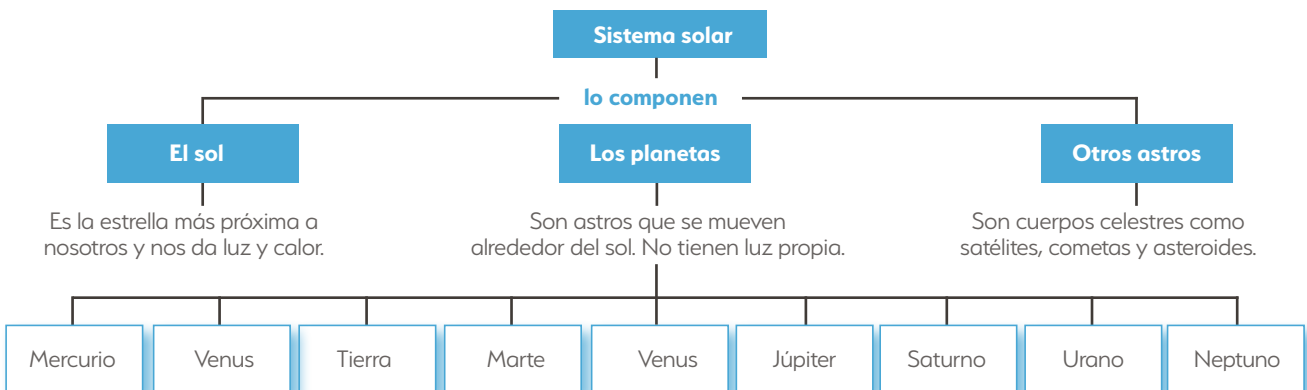 Sistema solar
lo componen
El sol
Los planetas
Otros astros
Es la estrella más próxima a
nosotros y nos da luz y calor.
Son astros que se mueven
alrededor del sol. No tienen luz propia.
Son cuerpos celestres como
satélites, cometas y asteroides.
Mercurio
Venus
Tierra
Marte
Venus
Júpiter
Saturno
Urano
Neptuno